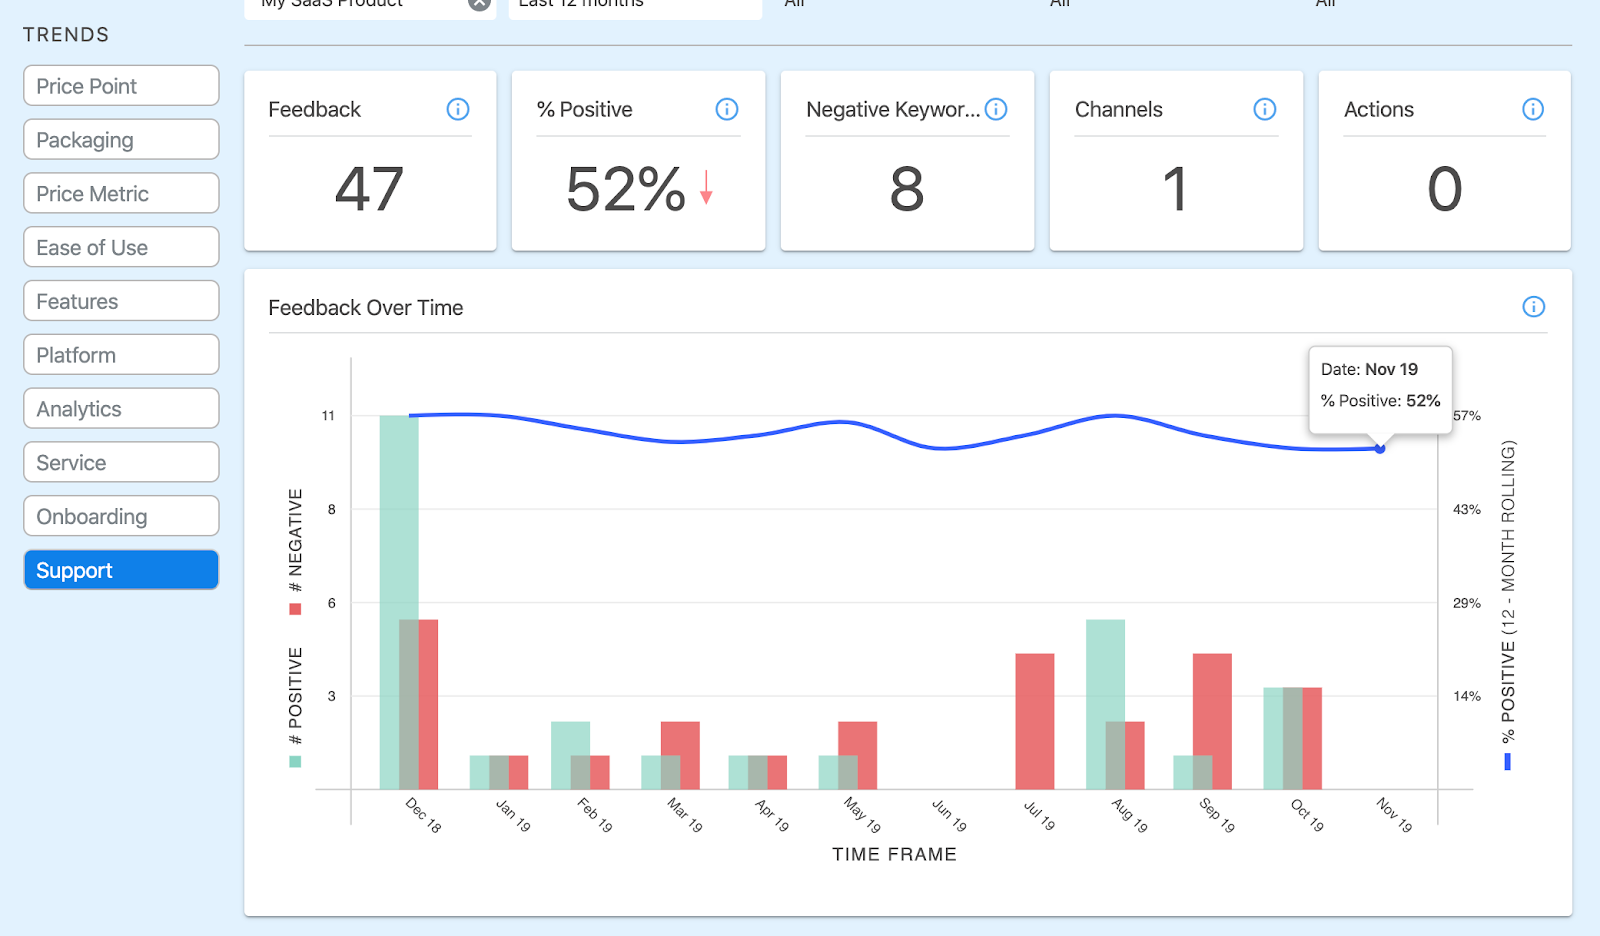 My SaaS Product
Last 12 months
All
All
All
TRENDS
Price Point
Packaging
Price Metric
Ease of Use
Features
Platform
Analytics
Service
Onboarding
Support
Feedback
47
% Positive
52%
Negative Keywor...
8
Channels
1
Actions
0
Feedback Over Time
Date: Nov 19
% Positive: 52%
# POSITIVE
# NEGATIVE
11
8
6
3
57%
43%
29%
14%
% POSITIVE (12 - MONTH ROLLING)
Dec 18
Jan 19
Feb 19
Mar 19
Apr 19
May 19
Jun 19
Jul 19
Aug 19
Sep 19
Oct 19
Nov 19
TIME FRAME